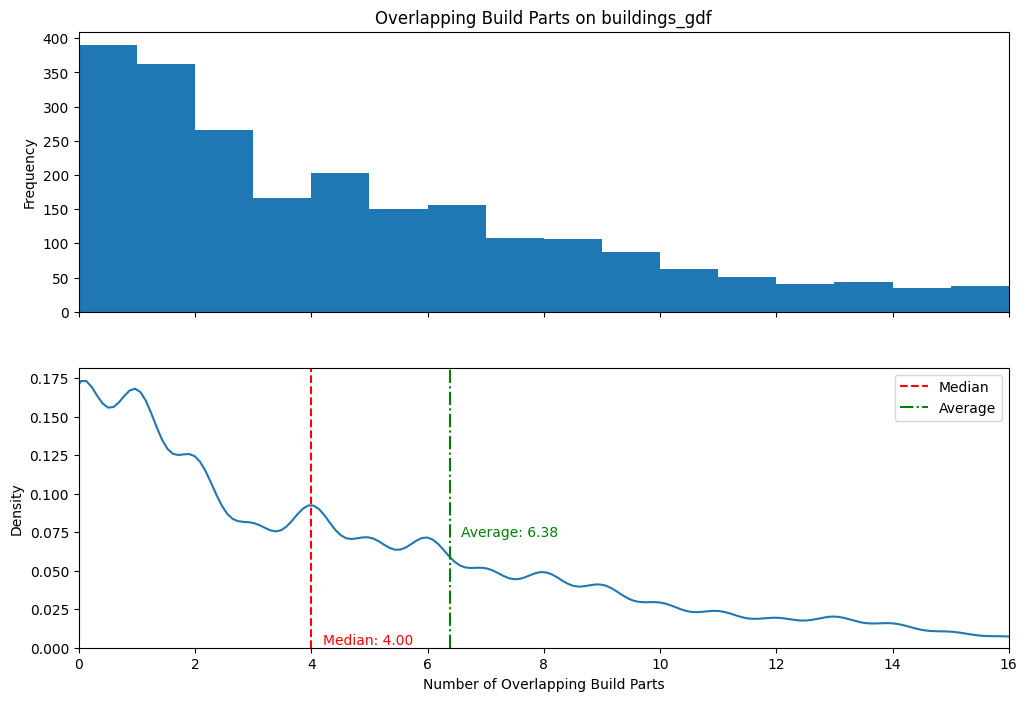 Overlapping Build Parts on buildings_gdf
Frequency
400
350
300
250
200
150
100
50
0
Density
0.175
0.150
0.125
0.100
0.075
0.050
0.025
0.000
Median
Average
Average: 6.38
Median: 4.00
0 2 4 6 8 10 12 14 16
Number of Overlapping Build Parts